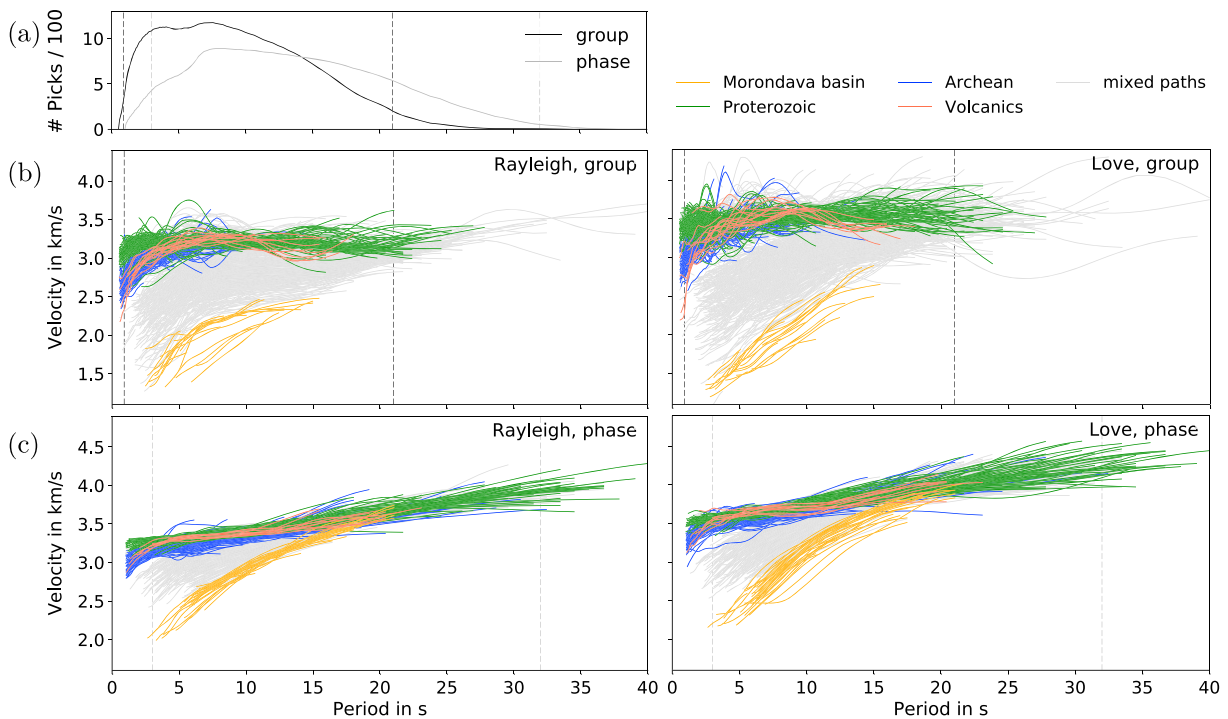 (a)
# Picks / 100
10
5
0
group
phase
Morondava basin
Proterozoic
Archean
Volcanics
mixed paths
(b)
Velocity in km/s
4.0
3.5
3.0
2.5
2.0
1.5
Rayleigh, group
Love, group
(c)
Velocity in km/s
4.5
4.0
3.5
3.0
2.5
2.0
Rayleigh, phase
Love, phase
0 5 10 15 20 25 30 35 40
0 5 10 15 20 25 30 35 40
Period in s
Period in s